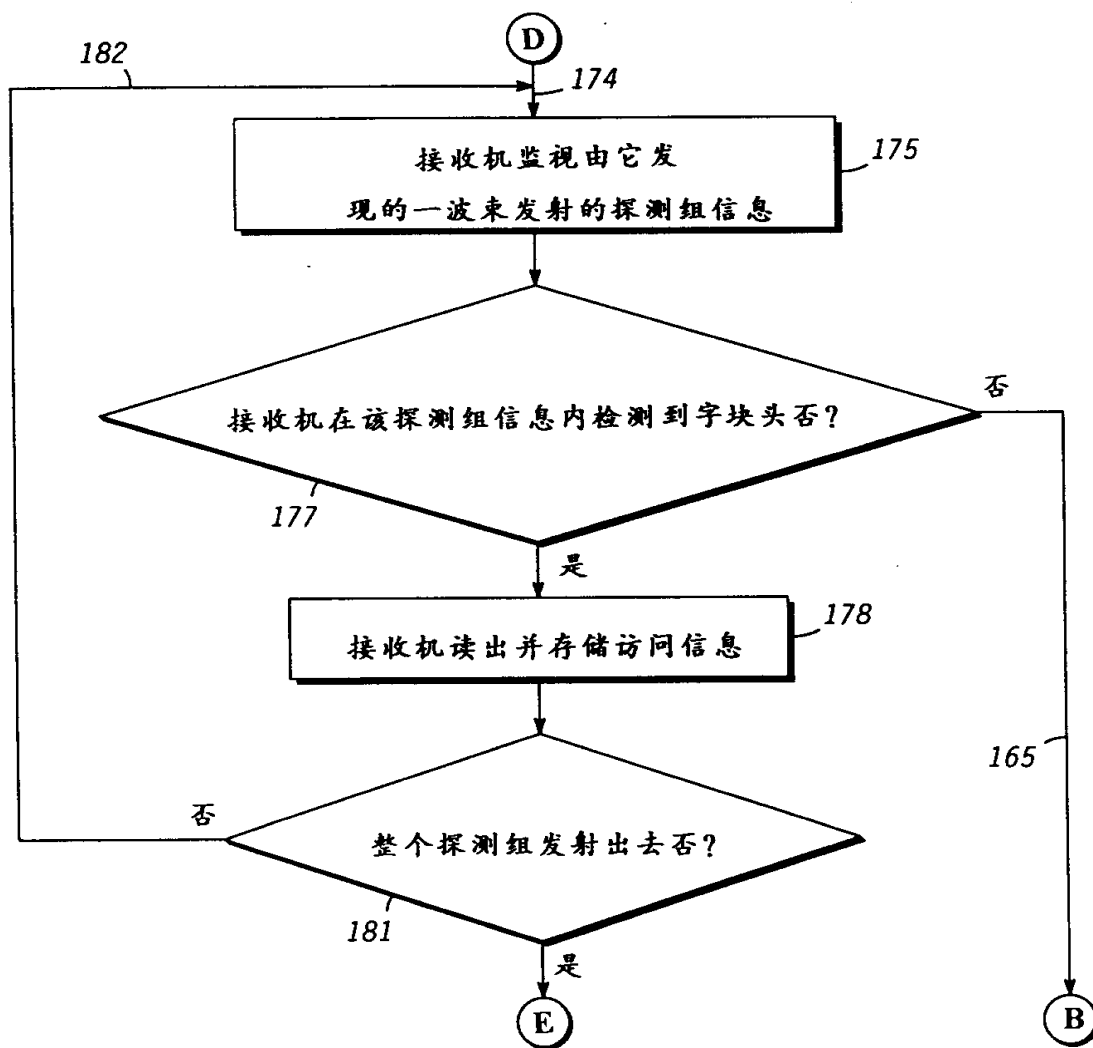 D
182
174
接收机监视由它发
现的一波束发射的探测组信息
175
接收机在该探测组信息内检测到字块头否?
否
177
是
接收机读出并存储访问信息
178
165
否
整个探测组发射出去否?
181
是
E
B